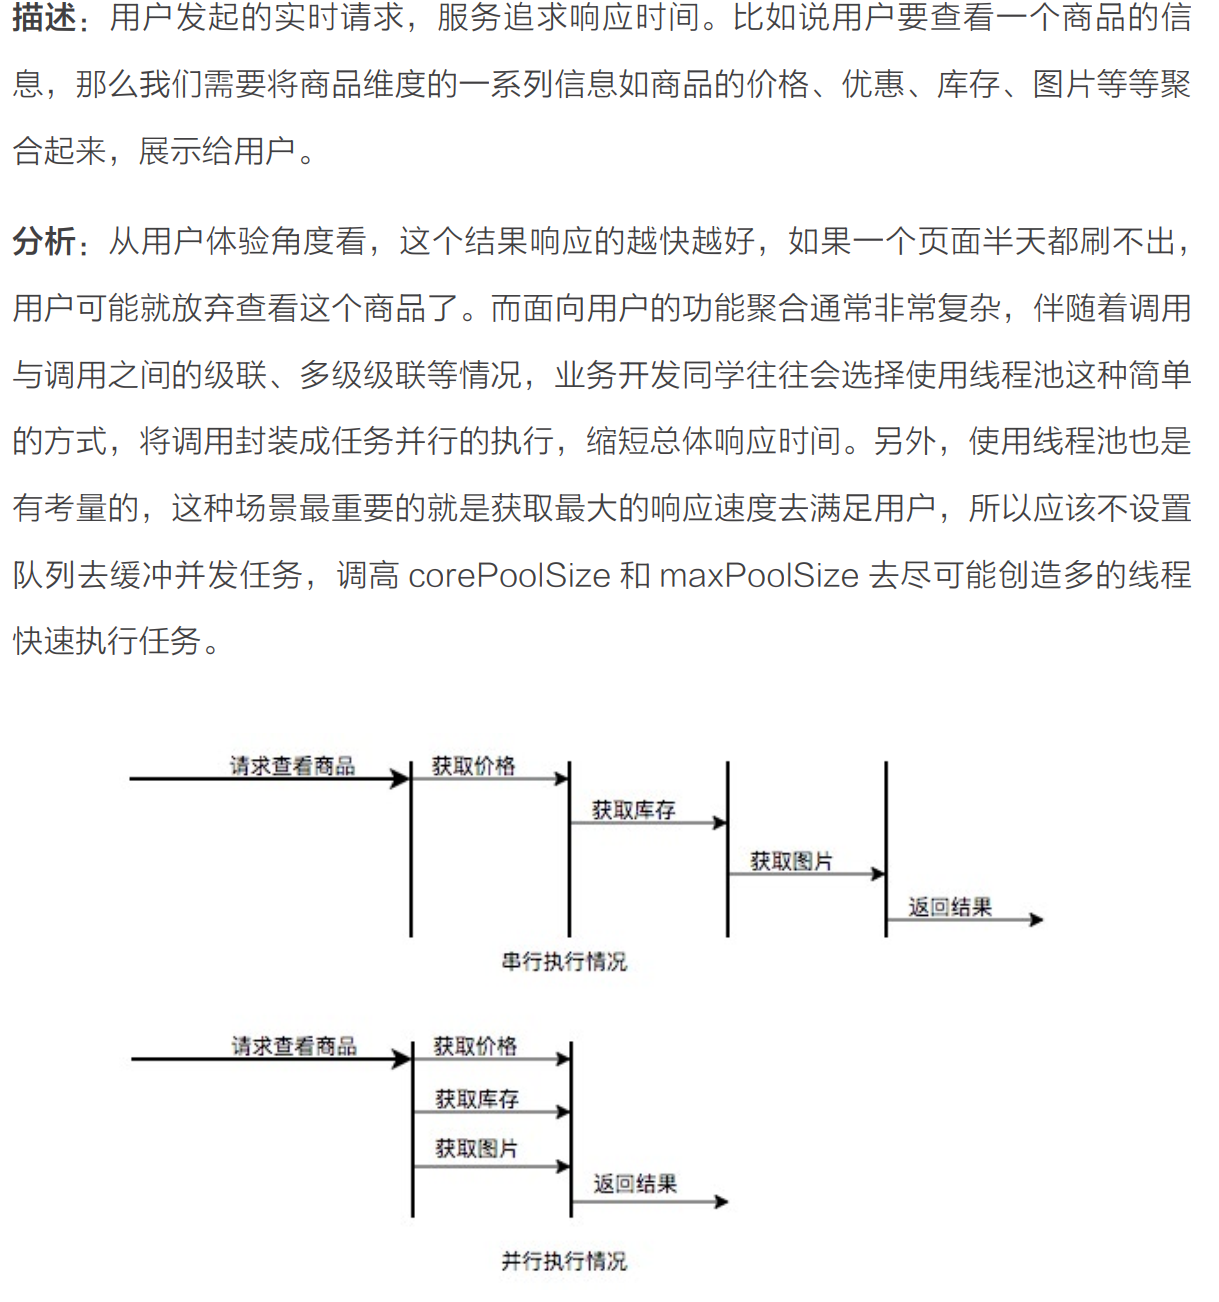 描述：用户发起的实时请求，服务追求响应时间。比如说用户要查看一个商品的信
息，那么我们需要将商品维度的一系列信息如商品的价格、优惠、库存、图片等等聚
合起来，展示给用户。
分析：从用户体验角度看，这个结果响应的越快越好，如果一个页面半天都刷不出，
用户可能就放弃查看这个商品了。而面向用户的功能聚合通常非常复杂，伴随着调用
与调用之间的级联、多级级联等情况，业务开发同学往往会选择使用线程池这种简单
的方式，将调用封装成任务并行的执行，缩短总体响应时间。另外，使用线程池也是
有考量的，这种场景最重要的就是获取最大的响应速度去满足用户，所以应该不设置
队列去缓冲并发任务，调高 corePoolSize 和 maxPoolSize 去尽可能创造多的线程
快速执行任务。
请求查看商品
获取价格
获取库存
获取图片
返回结果
串行执行情况
请求查看商品
获取价格
获取库存
获取图片
返回结果
并行执行情况